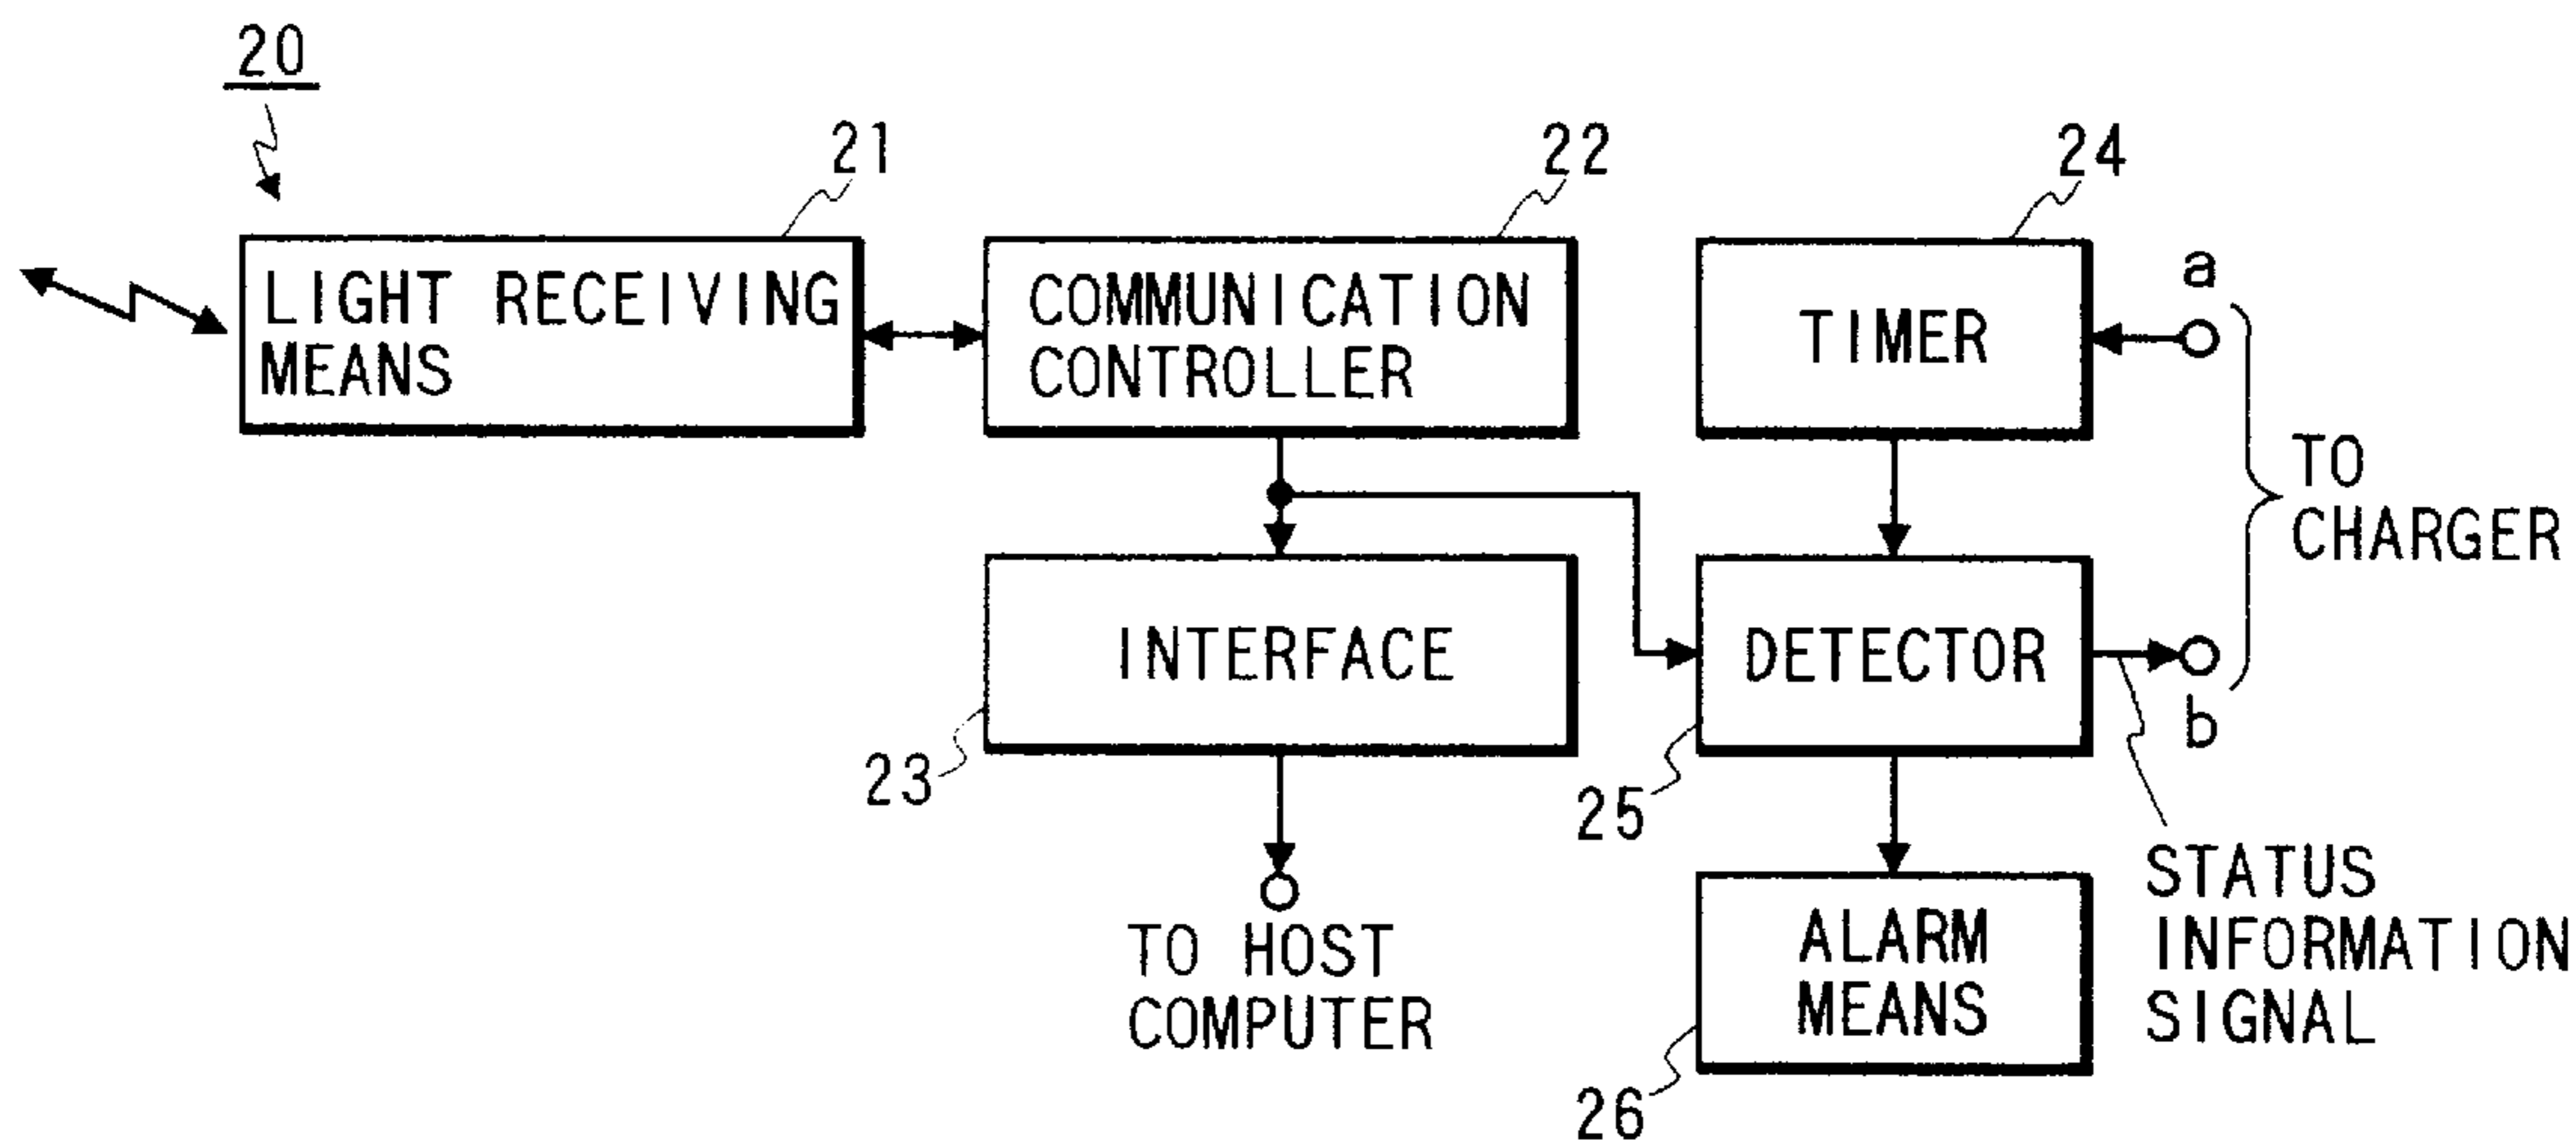 20
21
22
24
LIGHT RECEIVING
MEANS
COMMUNICATION
CONTROLLER
TIMER
a
TO
CHARGER
INTERFACE
DETECTOR
b
23
25
STATUS
INFORMATION
SIGNAL
TO HOST
COMPUTER
ALARM
MEANS
26